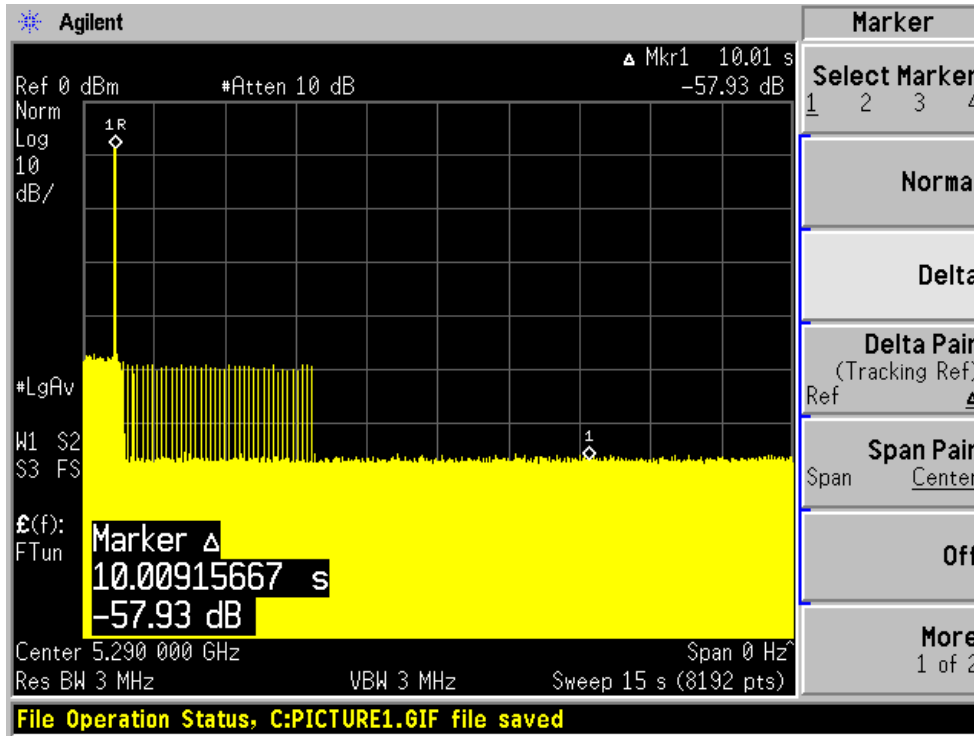 Agilent
Marker
Δ Mkr1 10.01 s
Ref 0 dBm #Atten 10 dB -57.93 dB
Norm
Log
10
dB/
1R
#LgAv
1
W1 S2
S3 FS
£(f):
FTun
Marker Δ
10.00915667 s
-57.93 dB
Center 5.290 000 GHz Span 0 Hz^
Res BW 3 MHz VBW 3 MHz Sweep 15 s (8192 pts)
File Operation Status, C:PICTURE1.GIF file saved
Select Marker
1 2 3 4
Norma
Delta
Delta Pair
(Tracking Ref)
Ref Δ
Span Pair
Span Center
Off
More
1 of 2